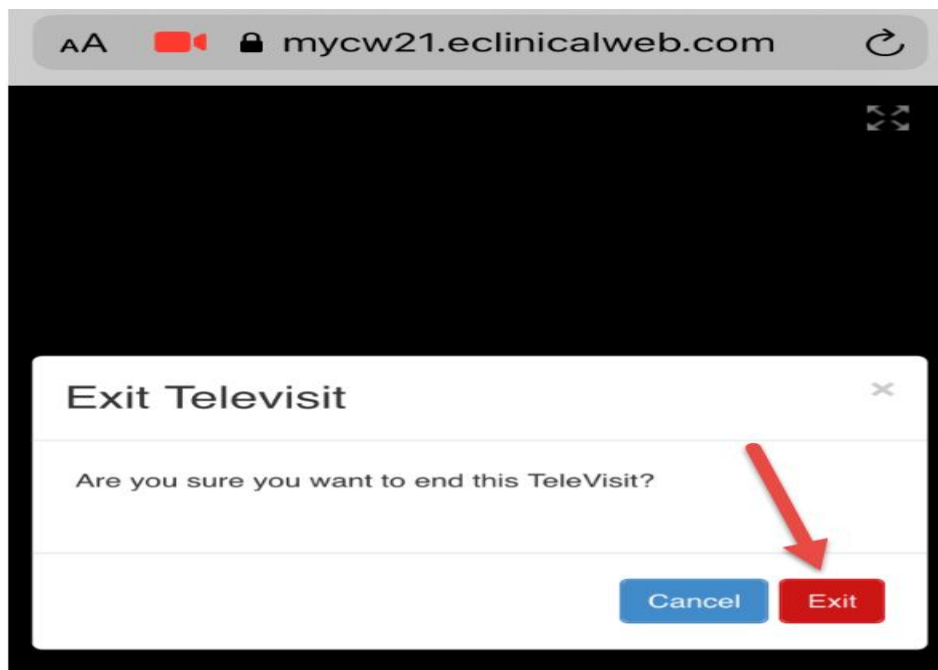 AA mycw21.eclinicalweb.com
Exit Televisit
×
Are you sure you want to end this TeleVisit?
Cancel Exit